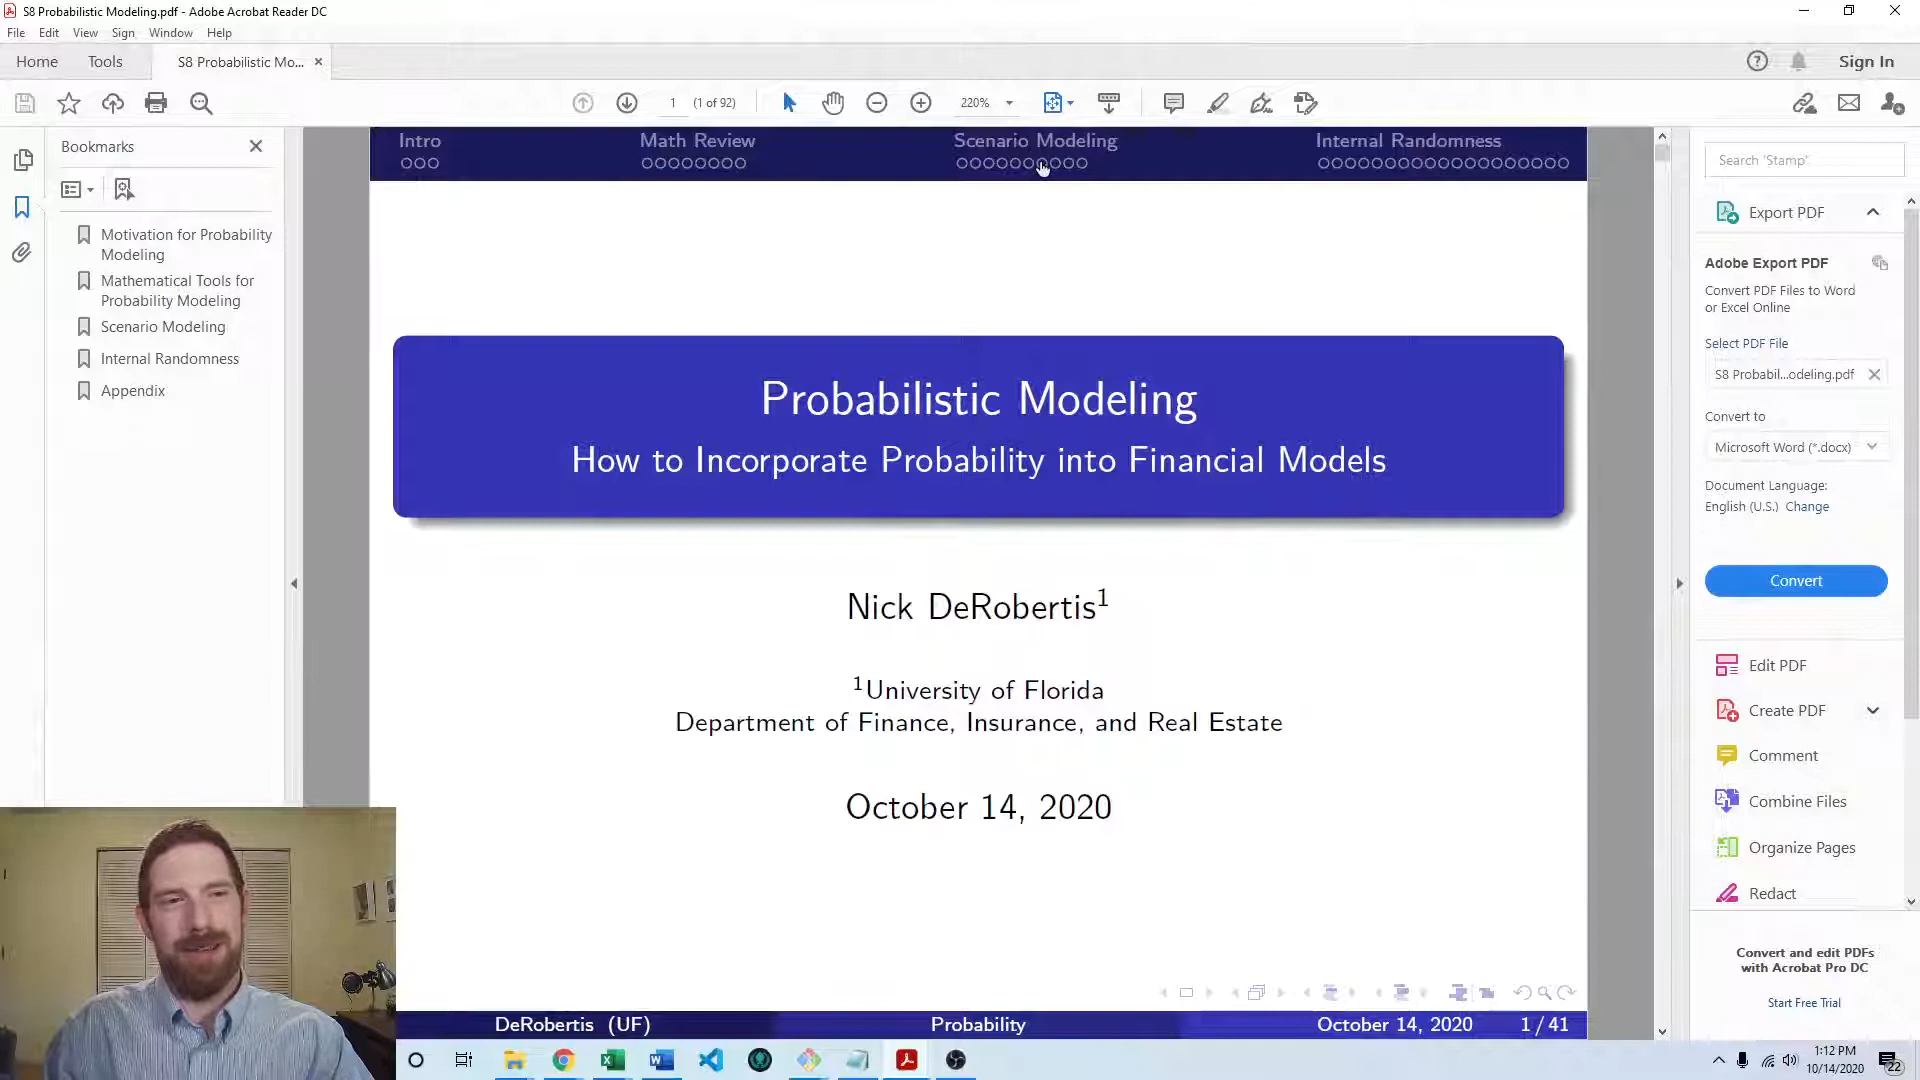 S8 Probabilistic Modeling.pdf - Adobe Acrobat Reader DC
File Edit View Sign Window Help
Home Tools S8 Probabilistic Mo... Sign In
1 (1 of 92) 220%
Bookmarks
Motivation for Probability
Modeling
Mathematical Tools for
Probability Modeling
Scenario Modeling
Internal Randomness
Appendix
Intro Math Review Scenario Modeling Internal Randomness
Probabilistic Modeling
How to Incorporate Probability into Financial Models
Nick DeRobertis1
1University of Florida
Department of Finance, Insurance, and Real Estate
October 14, 2020
DeRobertis (UF) Probability October 14, 2020 1 / 41
Search 'Stamp'
Export PDF
Adobe Export PDF
Convert PDF Files to Word
or Excel Online
Select PDF File
S8 Probabil...odeling.pdf
Convert to
Microsoft Word (*.docx)
Document Language:
English (U.S.) Change
Convert
Edit PDF
Create PDF
Comment
Combine Files
Organize Pages
Redact
Convert and edit PDFs
with Acrobat Pro DC
Start Free Trial
1:12 PM
10/14/2020
22